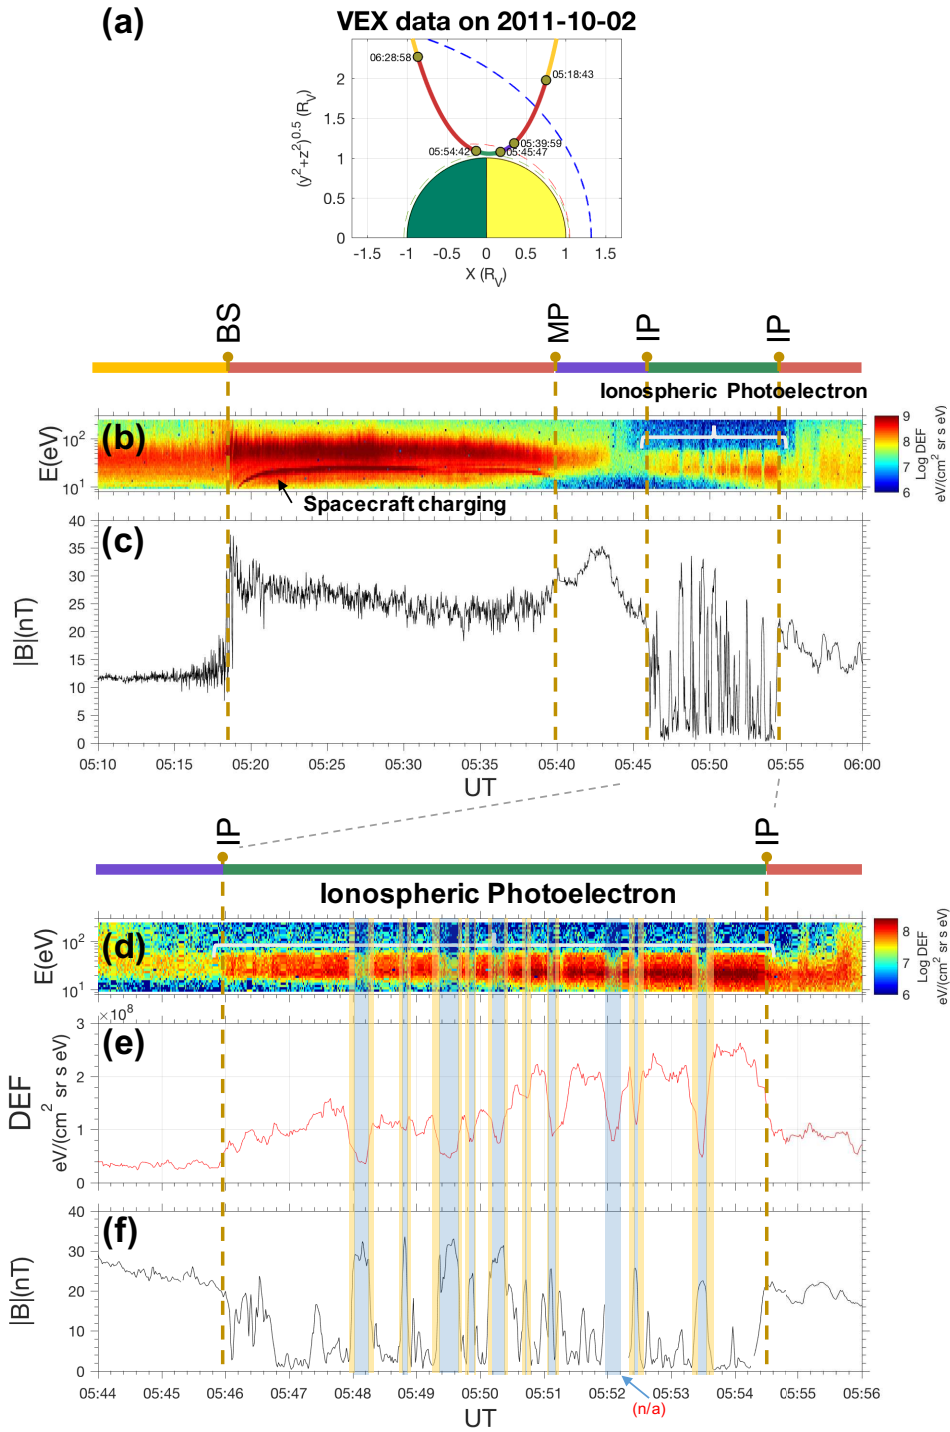 (a)
VEX data on 2011-10-02
06:28:58
05:18:43
05:39:59
05:54:42
05:45:47
(y²+z²)^0.5 (R_V)
2
1.5
1
0.5
0
-1.5 -1 -0.5 0 0.5 1 1.5
X (R_V)
BS MP IP IP
Ionospheric Photoelectron
(b)
E(eV)
10²
10¹
Spacecraft charging
9
8
7
6
Log DEF
eV/(cm² sr s eV)
(c)
|B|(nT)
40
35
30
25
20
15
10
5
0
05:10 05:15 05:20 05:25 05:30 05:35 05:40 05:45 05:50 05:55 06:00
UT
IP IP
Ionospheric Photoelectron
(d)
E(eV)
10²
10¹
8
7
6
Log DEF
eV/(cm² sr s eV)
×10⁸
(e)
DEF
eV/(cm² sr s eV)
3
2
1
0
(f)
|B|(nT)
40
30
20
10
0
05:44 05:45 05:46 05:47 05:48 05:49 05:50 05:51 05:52 05:53 05:54 05:55 05:56
(n/a)
UT